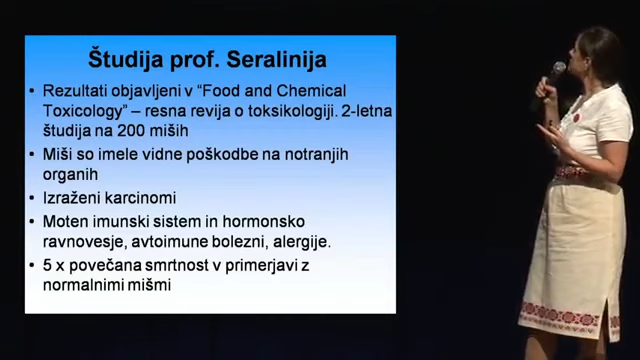 Študija prof. Seralinija
• Rezultati objavljeni v “Food and Chemical
Toxicology” – resna revija o toksikologiji. 2-letna
študija na 200 miših
• Miši so imele vidne poškodbe na notranjih
organih
• Izraženi karcinomi
• Moten imunski sistem in hormonsko
ravnovesje, avtoimune bolezni, alergije.
• 5 x povečana smrtnost v primerjavi z
normalnimi mišmi